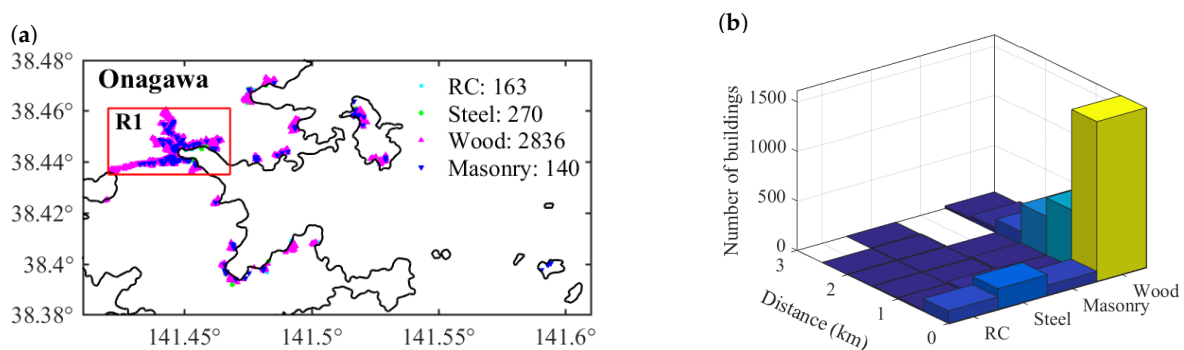 (a)
38.48°
38.46°
38.44°
38.42°
38.4°
38.38°
Onagawa
R1
RC: 163
Steel: 270
Wood: 2836
Masonry: 140
141.45°
141.5°
141.55°
141.6°
(b)
Number of buildings
1500
1000
500
0
3
2
1
0
Distance (km)
RC
Steel
Masonry
Wood